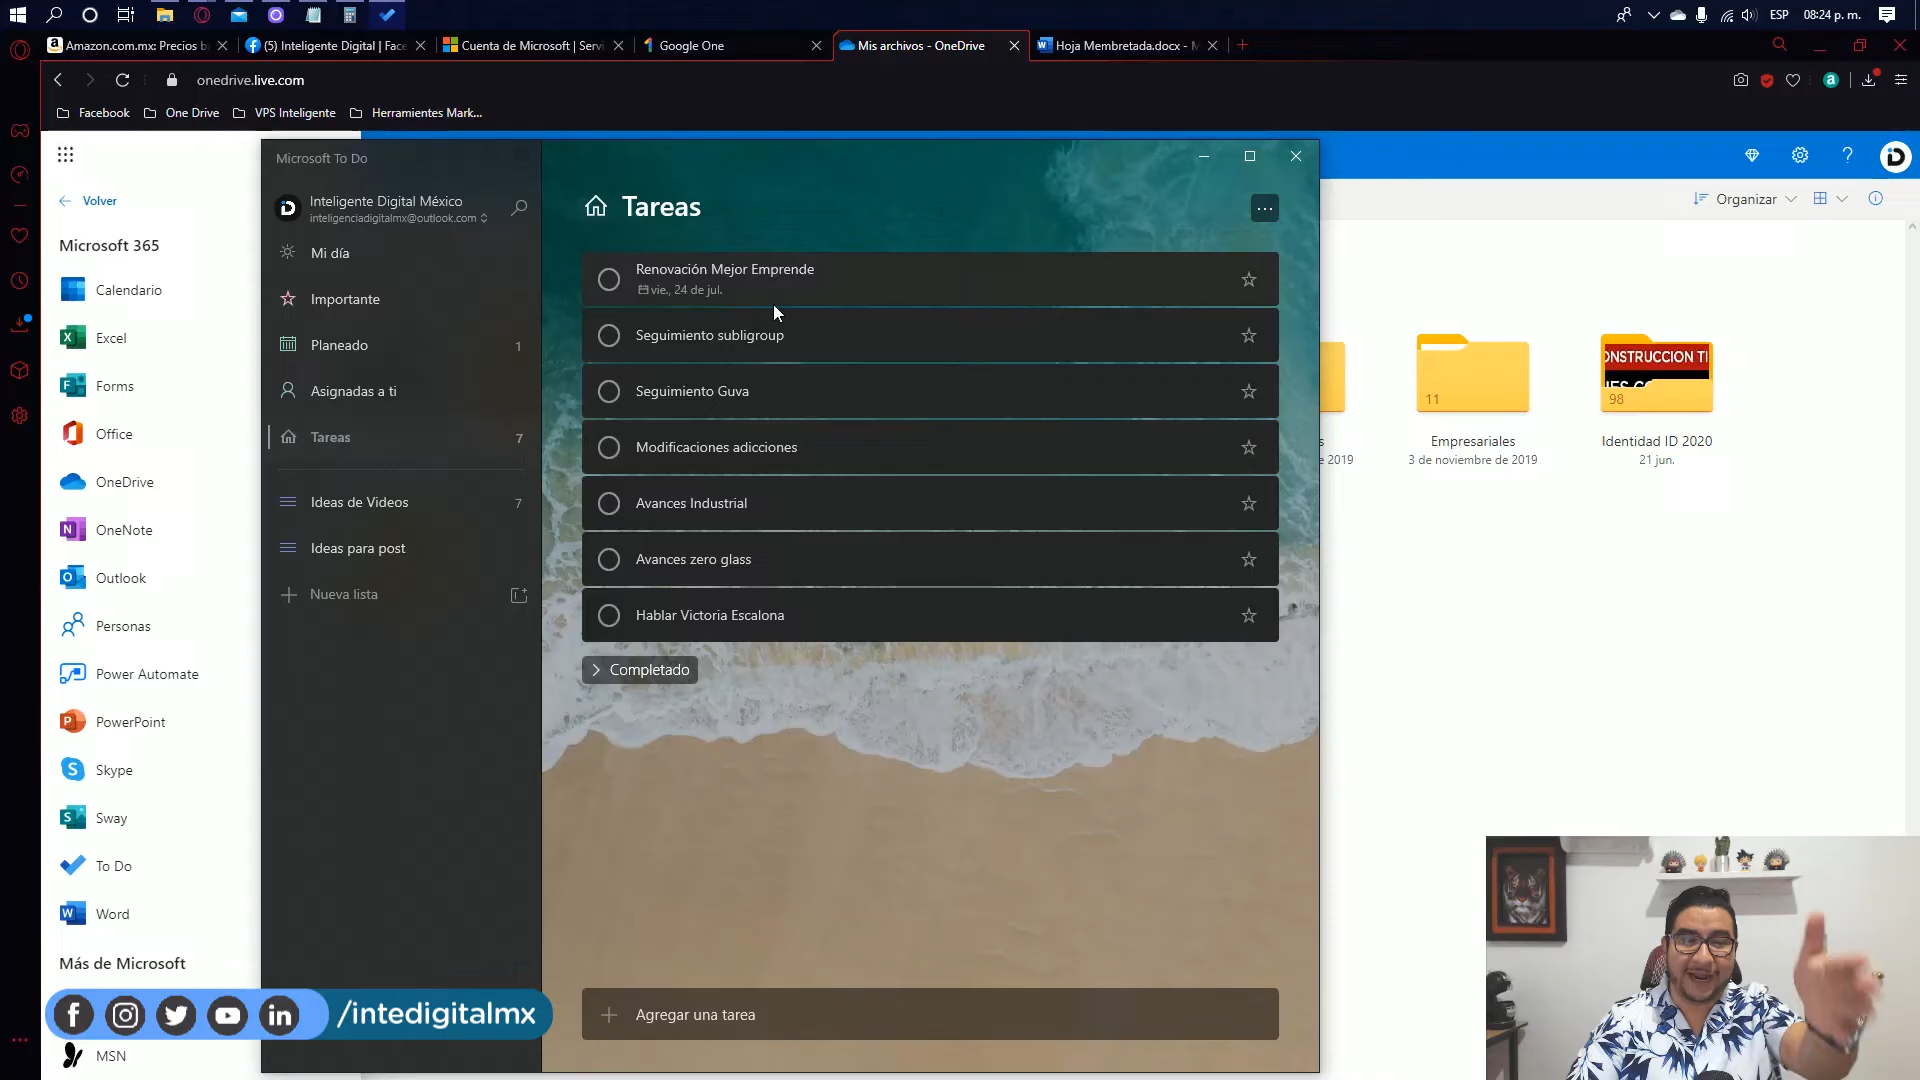 ESP
08:24 p. m.
Amazon.com.mx: Precios b
(5) Inteligente Digital | Face
Cuenta de Microsoft | Servi
Google One
Mis archivos - OneDrive
Hoja Membretada.docx - M
onedrive.live.com
Facebook
One Drive
VPS Inteligente
Herramientes Mark...
Volver
Microsoft 365
Calendario
Excel
Forms
Office
OneDrive
OneNote
Outlook
Personas
Power Automate
PowerPoint
Skype
Sway
To Do
Word
Más de Microsoft
MSN
Microsoft To Do
Inteligente Digital México
inteligenciadigitalmx@outlook.com
Mi día
Importante
Planeado 1
Asignadas a ti
Tareas 7
Ideas de Videos 7
Ideas para post
Nueva lista
Tareas
Renovación Mejor Emprende
vie., 24 de jul.
Seguimiento subligroup
Seguimiento Guva
Modificaciones adicciones
Avances Industrial
Avances zero glass
Hablar Victoria Escalona
Completado
Agregar una tarea
Organizar
s
e 2019
11
Empresariales
3 de noviembre de 2019
ONSTRUCCION TI
98
Identidad ID 2020
21 jun.
/intedigitalmx